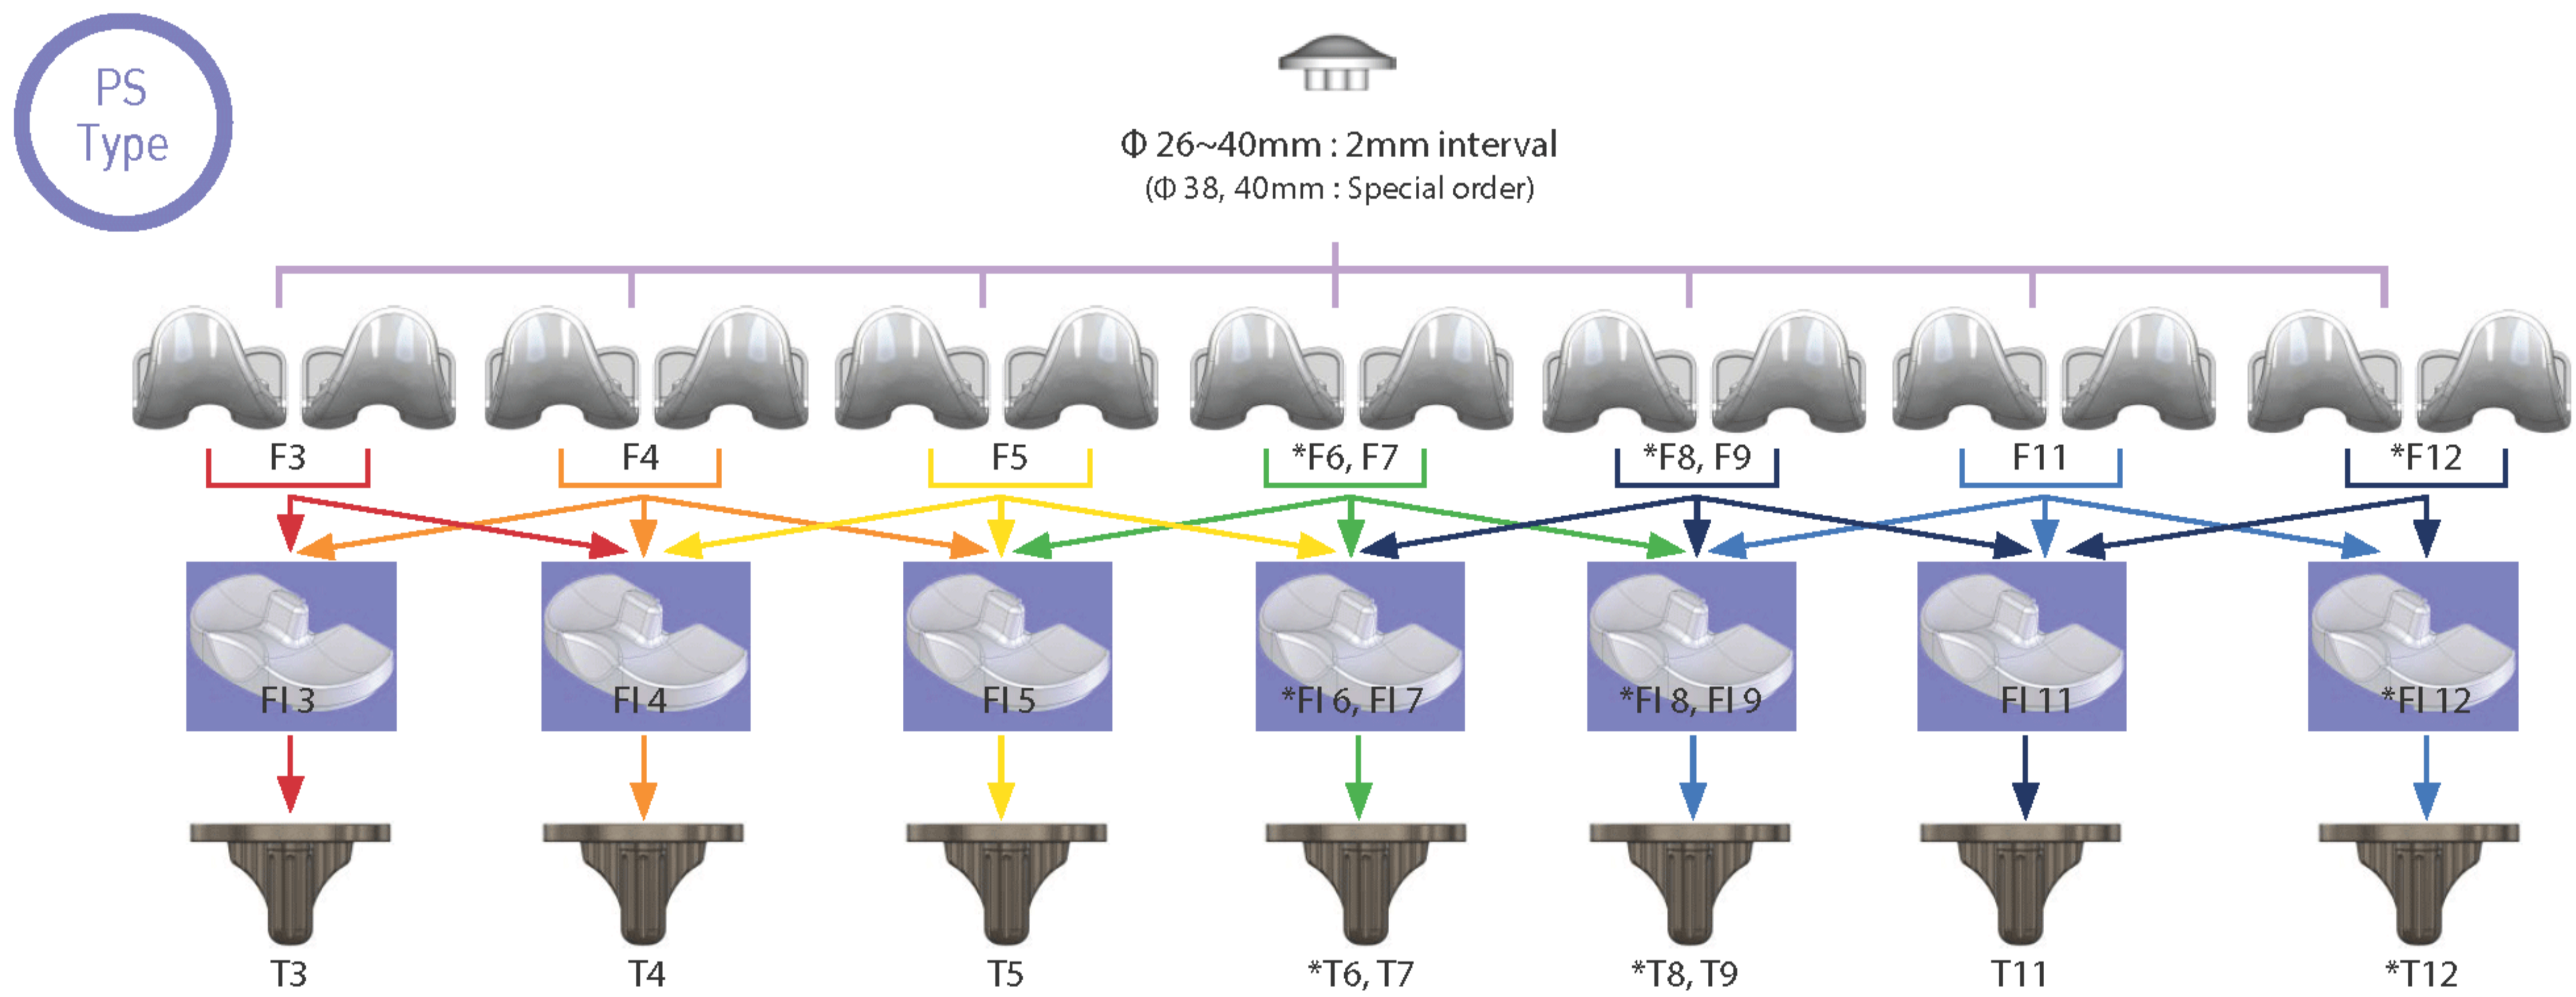 PS
Type
Φ 26~40mm : 2mm interval
(Φ 38, 40mm : Special order)
F3
F4
F5
*F6, F7
*F8, F9
F11
*F12
FI 3
FI 4
FI 5
*FI 6, FI 7
*FI 8, FI 9
FI 11
*FI 12
T3
T4
T5
*T6, T7
*T8, T9
T11
*T12